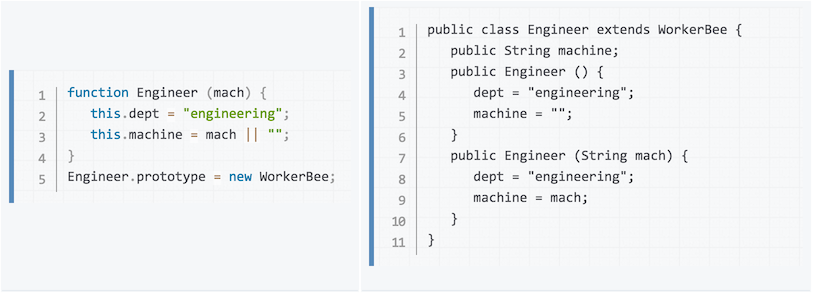 1 function Engineer (mach) {
2 this.dept = "engineering";
3 this.machine = mach || "";
4 }
5 Engineer.prototype = new WorkerBee;
1 public class Engineer extends WorkerBee {
2 public String machine;
3 public Engineer () {
4 dept = "engineering";
5 machine = "";
6 }
7 public Engineer (String mach) {
8 dept = "engineering";
9 machine = mach;
10 }
11 }